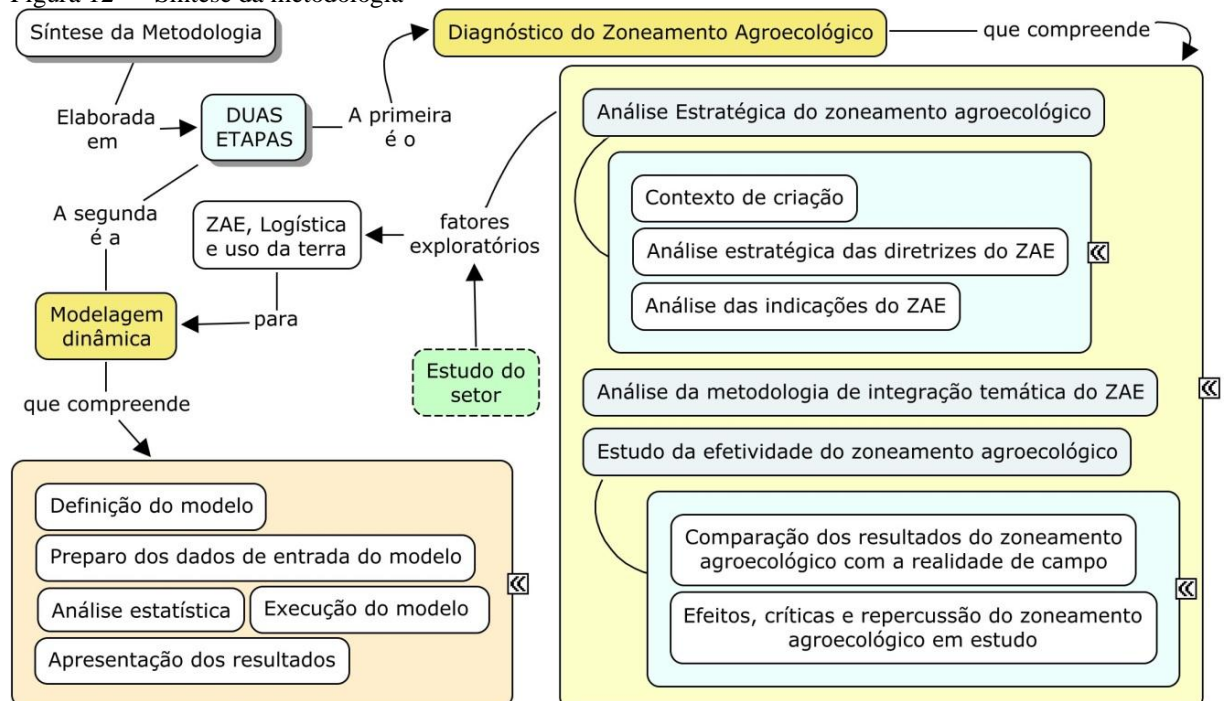 Figura 12 — Síntese da metodologia
Síntese da Metodologia
Elaborada
em
DUAS
ETAPAS
A primeira
é o
Diagnóstico do Zoneamento Agroecológico
que compreende
Análise Estratégica do zoneamento agroecológico
Contexto de criação
Análise estratégica das diretrizes do ZAE
Análise das indicações do ZAE
Análise da metodologia de integração temática do ZAE
Estudo da efetividade do zoneamento agroecológico
Comparação dos resultados do zoneamento
agroecológico com a realidade de campo
Efeitos, críticas e repercussão do zoneamento
agroecológico em estudo
fatores
exploratórios
Estudo do
setor
ZAE, Logística
e uso da terra
para
A segunda
é a
Modelagem
dinâmica
que compreende
Definição do modelo
Preparo dos dados de entrada do modelo
Análise estatística
Execução do modelo
Apresentação dos resultados